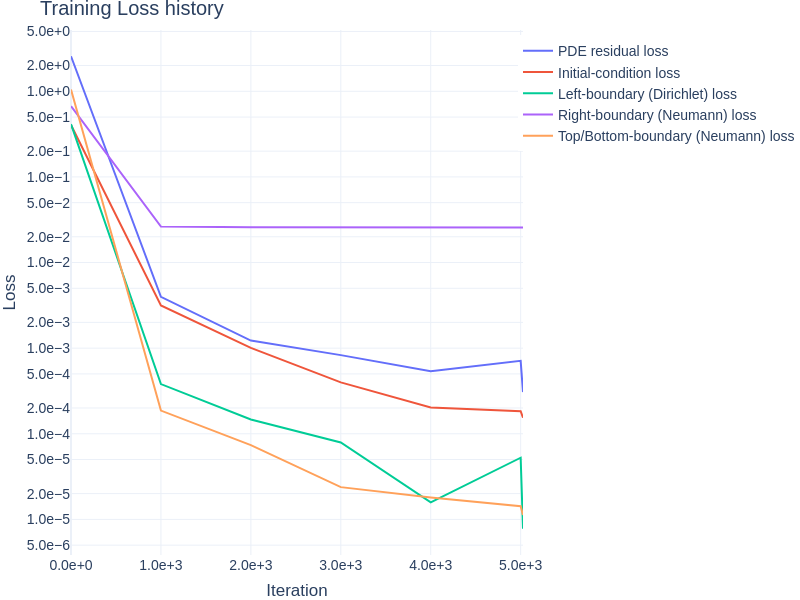 Training Loss history
5.0e+0
2.0e+0
1.0e+0
5.0e−1
2.0e−1
1.0e−1
5.0e−2
2.0e−2
1.0e−2
5.0e−3
2.0e−3
1.0e−3
5.0e−4
2.0e−4
1.0e−4
5.0e−5
2.0e−5
1.0e−5
5.0e−6
Loss
0.0e+0 1.0e+3 2.0e+3 3.0e+3 4.0e+3 5.0e+3
Iteration
PDE residual loss
Initial-condition loss
Left-boundary (Dirichlet) loss
Right-boundary (Neumann) loss
Top/Bottom-boundary (Neumann) loss